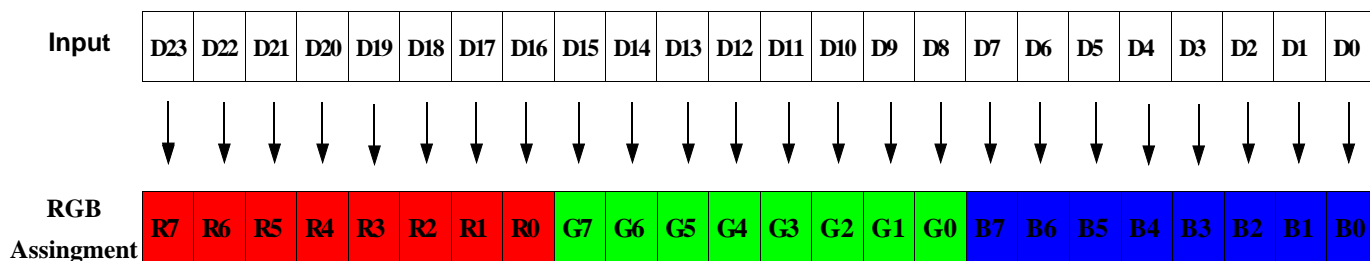 Input D23 D22 D21 D20 D19 D18 D17 D16 D15 D14 D13 D12 D11 D10 D9 D8 D7 D6 D5 D4 D3 D2 D1 D0
RGB
Assingment R7 R6 R5 R4 R3 R2 R1 R0 G7 G6 G5 G4 G3 G2 G1 G0 B7 B6 B5 B4 B3 B2 B1 B0